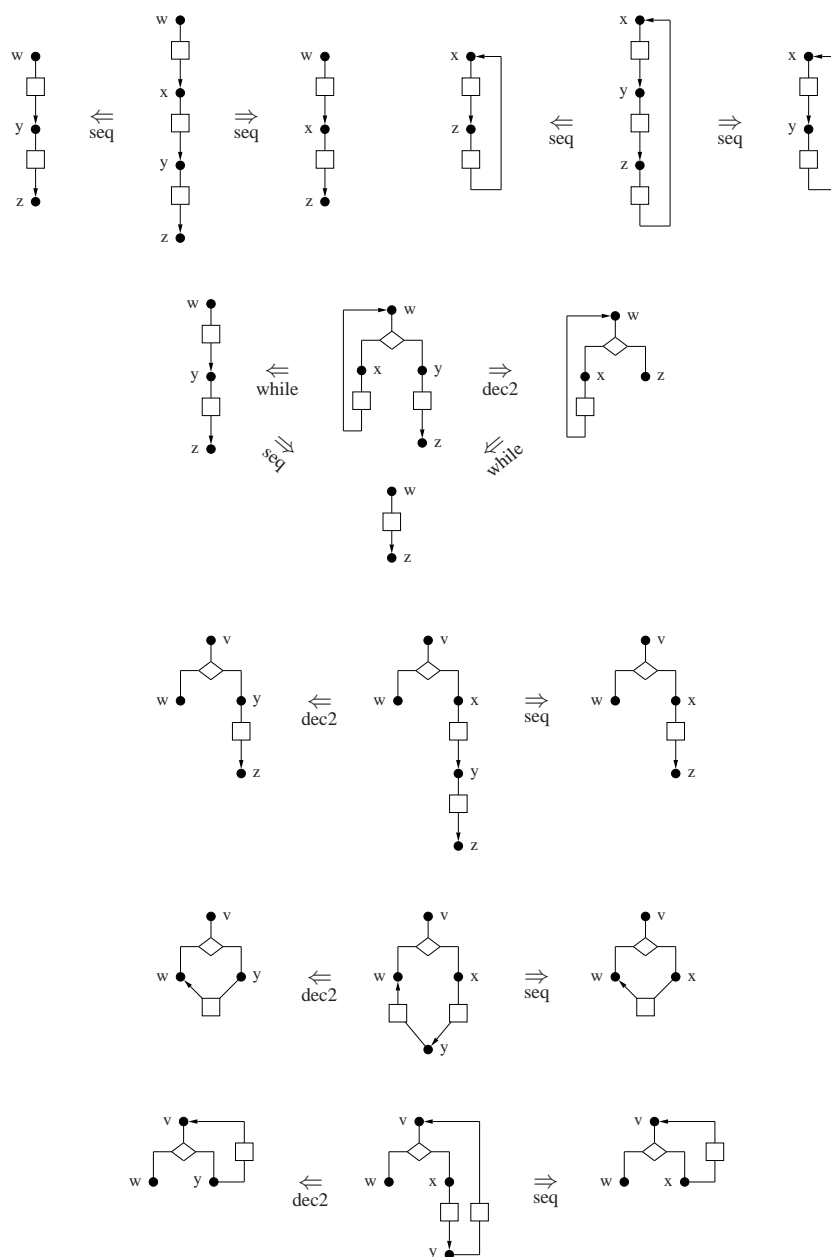 w y z ⇐ seq w x y z ⇒ seq w x z
x z ⇐ seq x y z ⇒ seq x y
w y z ⇐ while w x y z ⇒ dec2 w x z
⇒ seq ⇐ while
w z
v w y z ⇐ dec2 v w x y z ⇒ seq v w x z
v w y ⇐ dec2 v w x y ⇒ seq v w x
v w y ⇐ dec2 v w x y ⇒ seq v w x